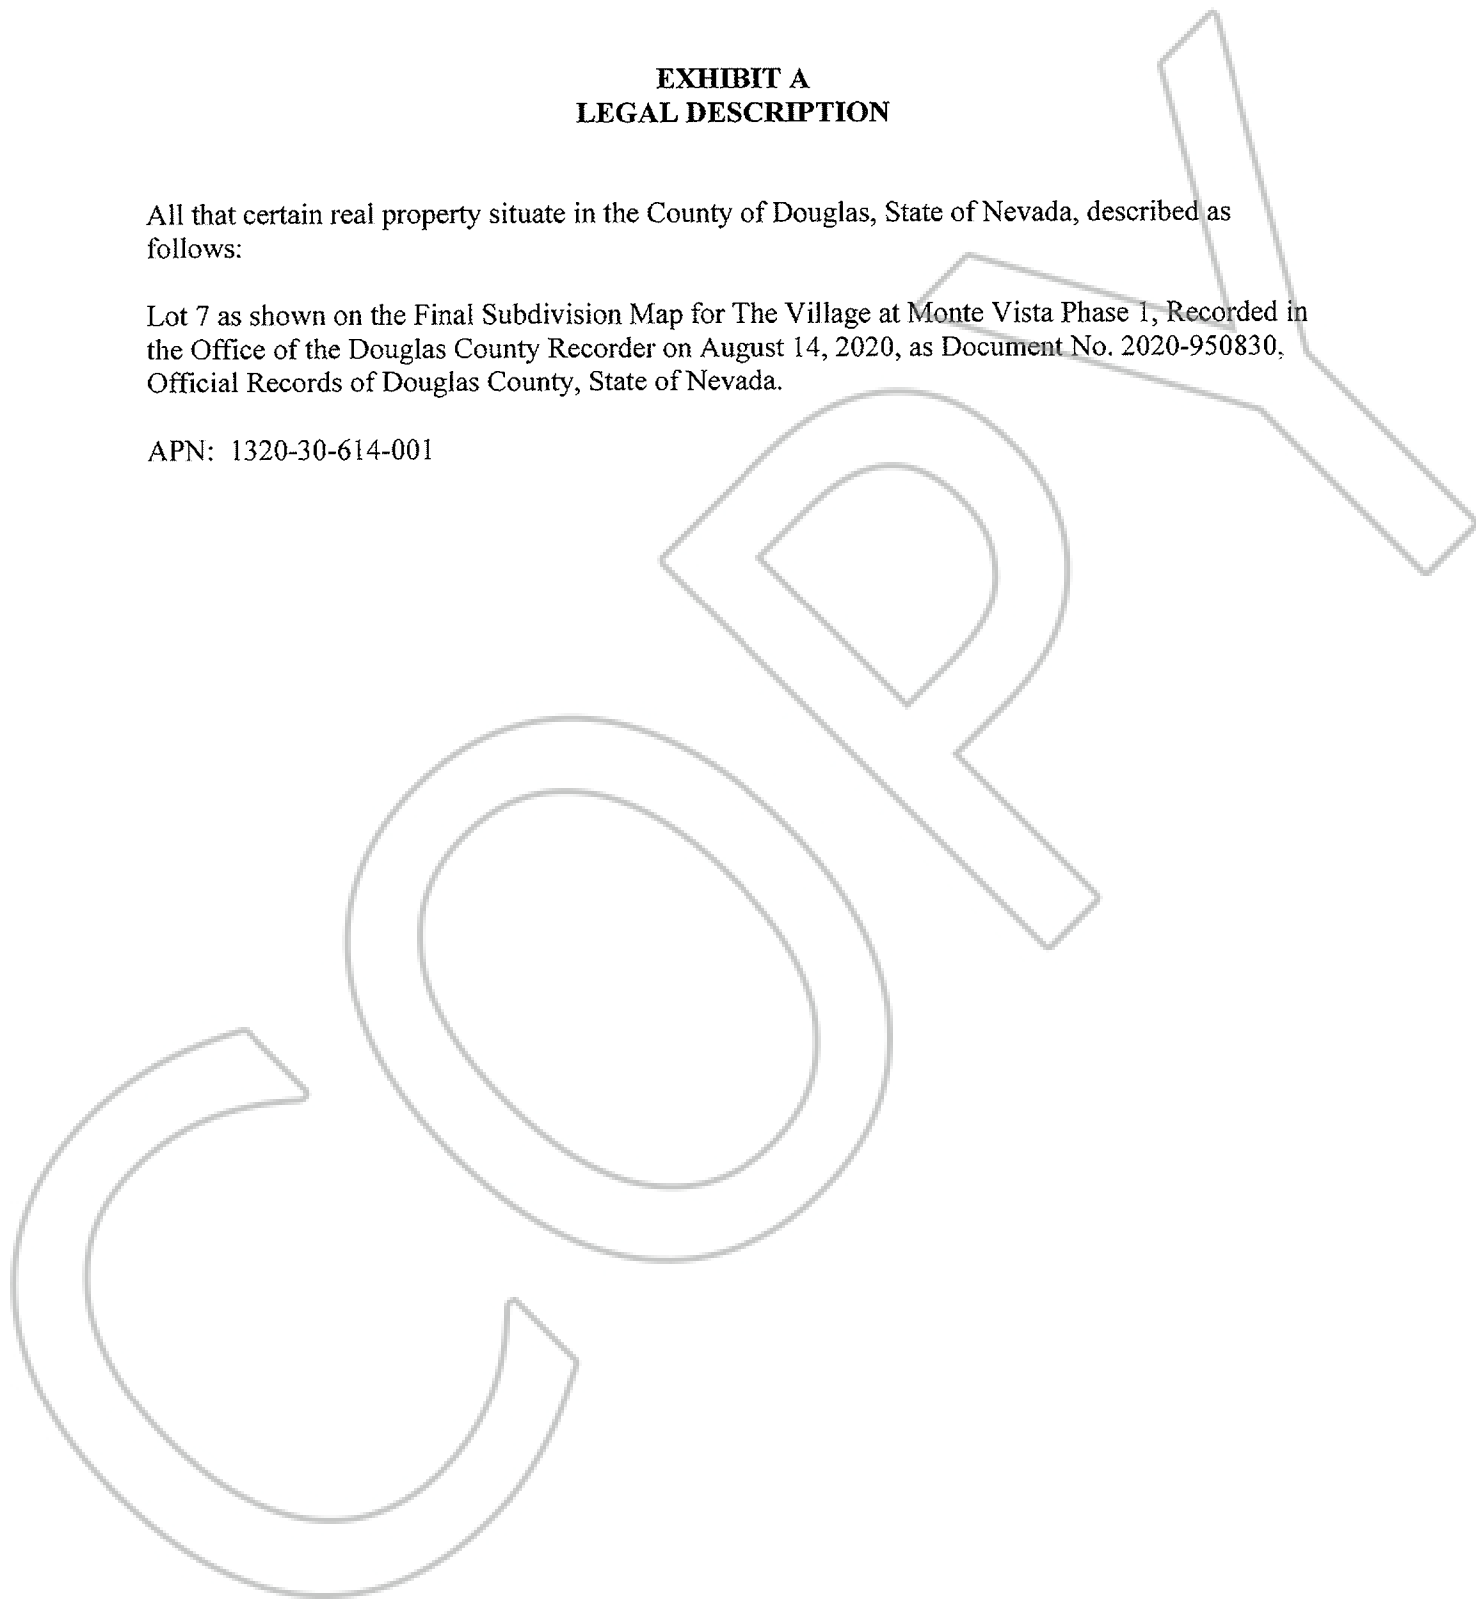 EXHIBIT A
LEGAL DESCRIPTION
All that certain real property situate in the County of Douglas, State of Nevada, described as
follows:
Lot 7 as shown on the Final Subdivision Map for The Village at Monte Vista Phase 1, Recorded in
the Office of the Douglas County Recorder on August 14, 2020, as Document No. 2020-950830,
Official Records of Douglas County, State of Nevada.
APN: 1320-30-614-001
COPY